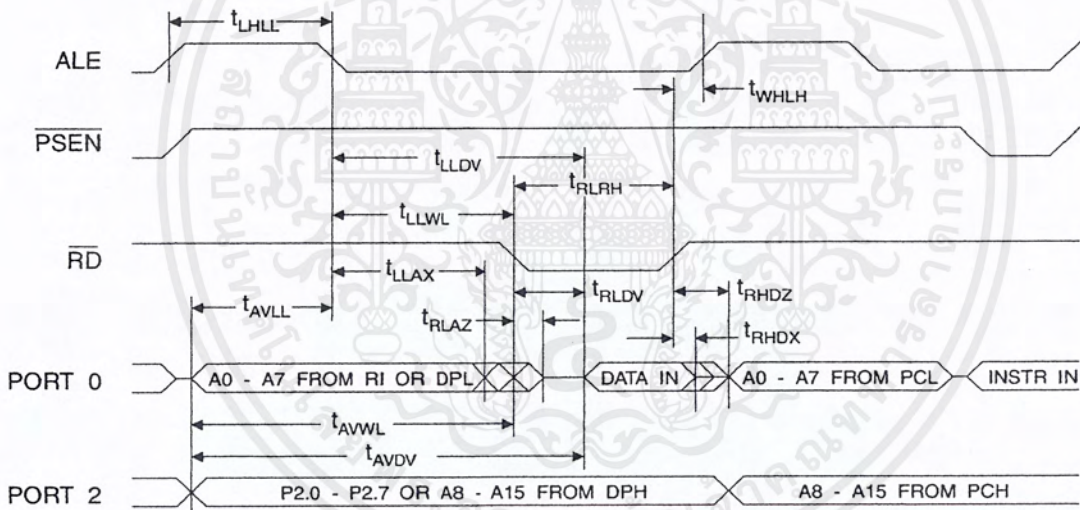 tLHLL
ALE
tWHLH
PSEN
tLLDV
tRLRH
tLLWL
RD
tLLAX
tRLDV
tRHDZ
tAVLL
tRLAZ
tRHDX
PORT 0
A0 - A7 FROM RI OR DPL
DATA IN
A0 - A7 FROM PCL
INSTR IN
tAVWL
tAVDV
PORT 2
P2.0 - P2.7 OR A8 - A15 FROM DPH
A8 - A15 FROM PCH